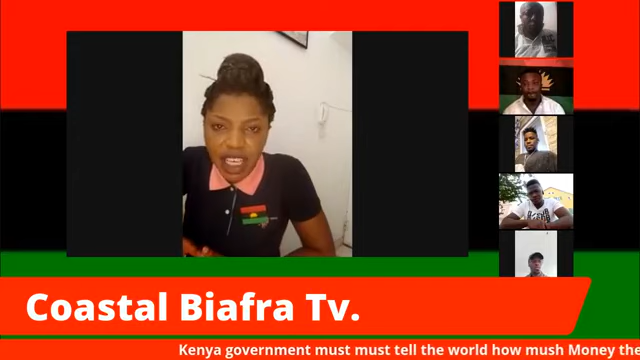 Coastal Biafra Tv.
Kenya government must must tell the world how mush Money the